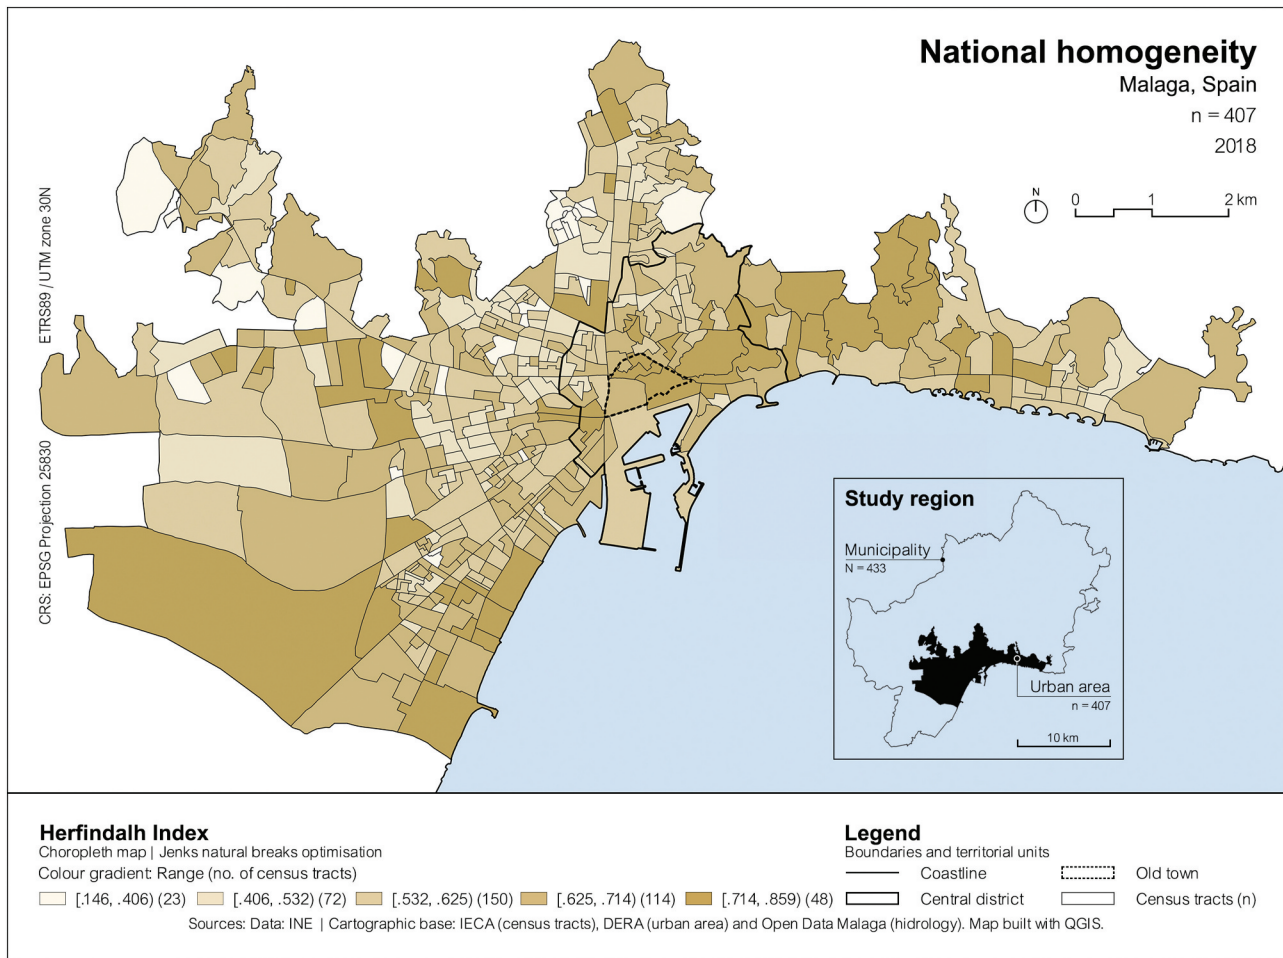 National homogeneity
Malaga, Spain
n = 407
2018
N
0 1 2 km
ETRS89 / UTM zone 30N
CRS: EPSG Projection 25830
Study region
Municipality
N = 433
Urban area
n = 407
10 km
Herfindalh Index
Choropleth map | Jenks natural breaks optimisation
Colour gradient: Range (no. of census tracts)
[.146, .406) (23) [.406, .532) (72) [.532, .625) (150) [.625, .714) (114) [.714, .859) (48)
Legend
Boundaries and territorial units
Coastline Old town
Central district Census tracts (n)
Sources: Data: INE | Cartographic base: IECA (census tracts), DERA (urban area) and Open Data Malaga (hidrology). Map built with QGIS.